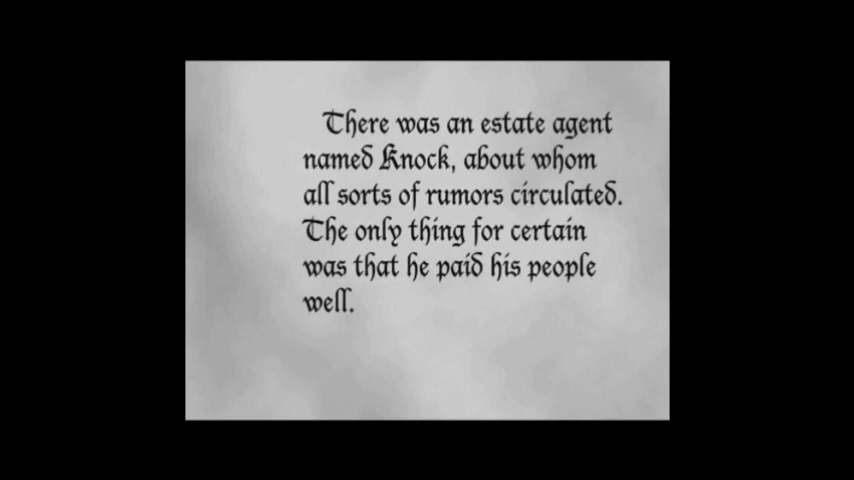 There was an estate agent
named Knock, about whom
all sorts of rumors circulated.
The only thing for certain
was that he paid his people
well.